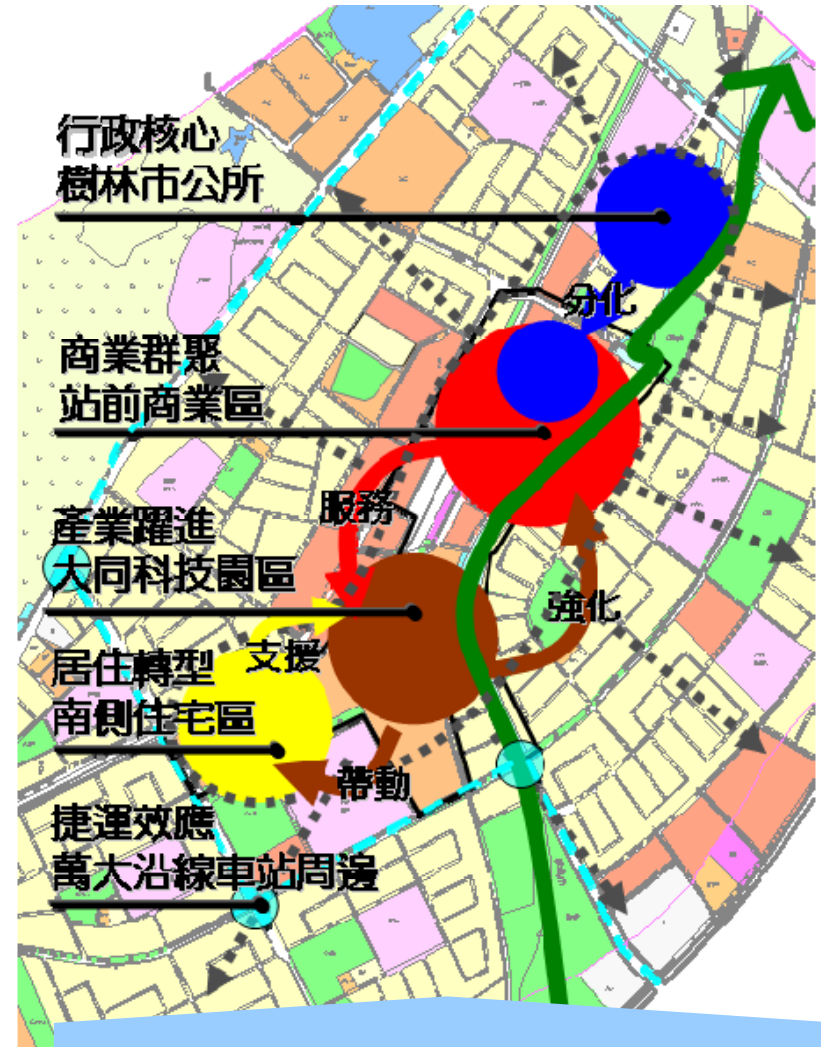 行政核心
樹林市公所
分化
商業群聚
站前商業區
服務
產業躍進
大同科技園區
強化
支援
居住轉型
南側住宅區
帶動
捷運效應
萬大沿線車站周邊